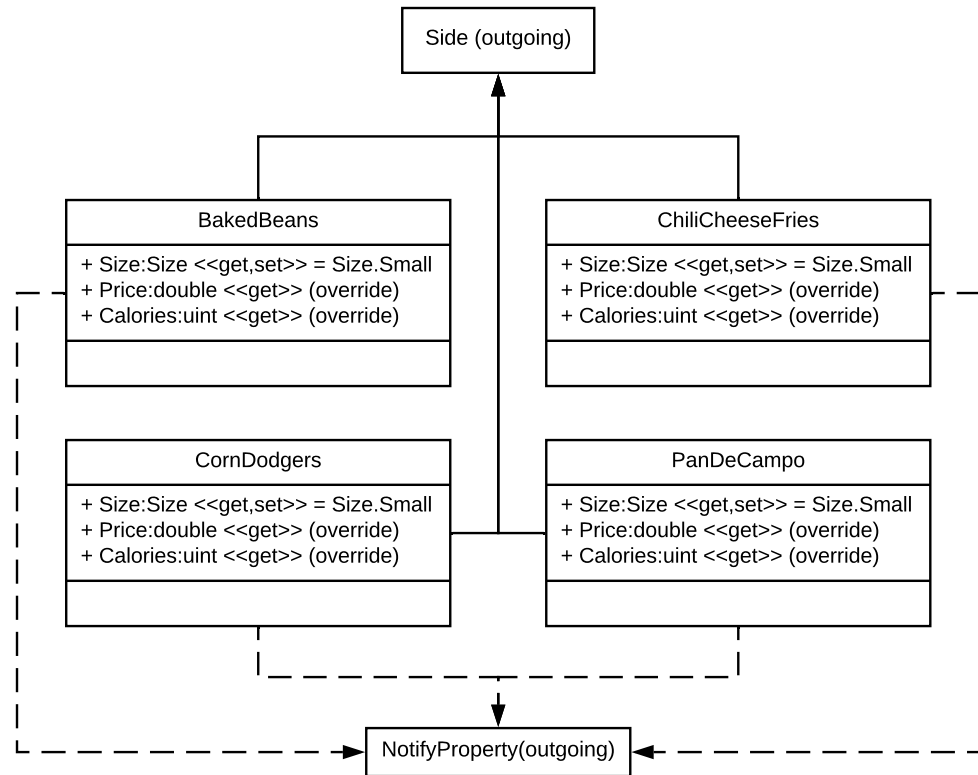 Side (outgoing)
BakedBeans
+ Size:Size <<get,set>> = Size.Small
+ Price:double <<get>> (override)
+ Calories:uint <<get>> (override)
ChiliCheeseFries
+ Size:Size <<get,set>> = Size.Small
+ Price:double <<get>> (override)
+ Calories:uint <<get>> (override)
CornDodgers
+ Size:Size <<get,set>> = Size.Small
+ Price:double <<get>> (override)
+ Calories:uint <<get>> (override)
PanDeCampo
+ Size:Size <<get,set>> = Size.Small
+ Price:double <<get>> (override)
+ Calories:uint <<get>> (override)
NotifyProperty(outgoing)